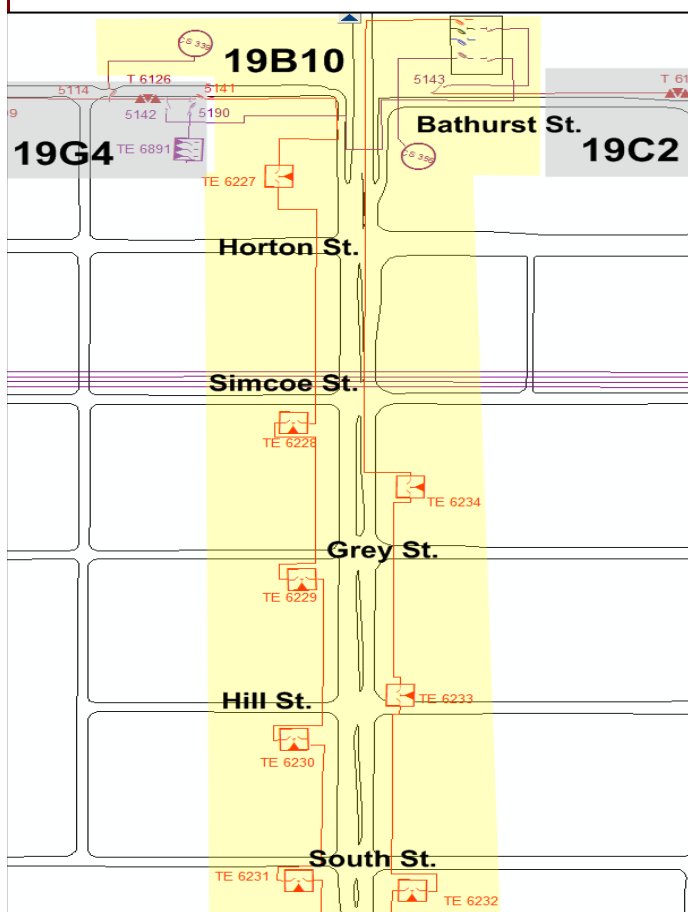 CS 339
19B10
T 6126
5114
5141
5143
5142
5190
Bathurst St.
19G4
TE 6891
CS 356
19C2
TE 6227
Horton St.
Simcoe St.
TE 6228
TE 6234
Grey St.
TE 6229
Hill St.
TE 6233
TE 6230
South St.
TE 6231
TE 6232